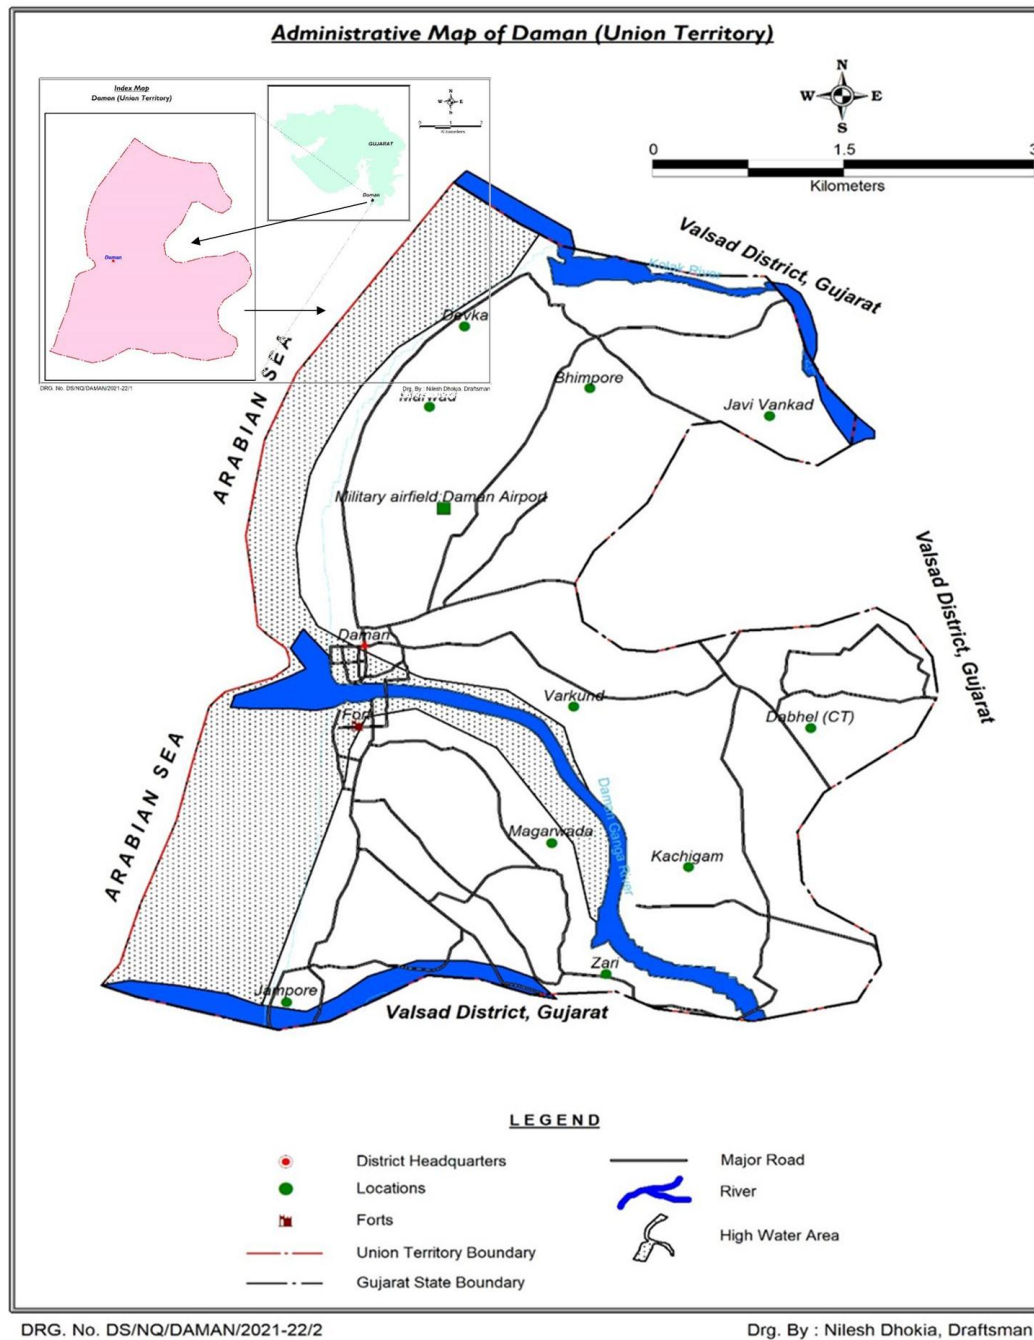 Administrative Map of Daman (Union Territory)
Index Map
Daman (Union Territory)
N
W E
S
GUJARAT
Daman
Daman
Kilometers
DRG. No. DS/NQ/DAMAN/2021-22/1
Drg. By : Nilesh Dhokia, Draftsman
N
W E
S
0 1.5 3
Kilometers
Valsad District, Gujarat
Kolak River
Devka
Bhimpore
Marwad
Javi Vankad
ARABIAN SEA
Military airfield;Daman Airport
Valsad District, Gujarat
Daman
Varkund
Fort
Dabhel (CT)
ARABIAN SEA
Daman Ganga River
Magarwada
Kachigam
Zari
Jampore
Valsad District, Gujarat
LEGEND
District Headquarters
Locations
Forts
Union Territory Boundary
Gujarat State Boundary
Major Road
River
High Water Area
DRG. No. DS/NQ/DAMAN/2021-22/2
Drg. By : Nilesh Dhokia, Draftsman